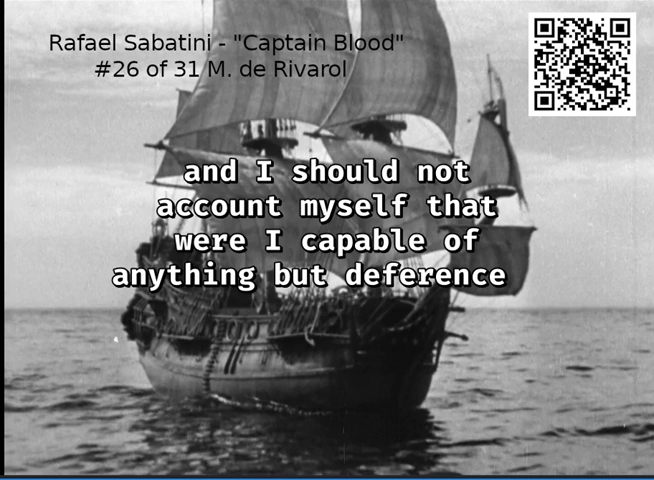 Rafael Sabatini - "Captain Blood"
#26 of 31 M. de Rivarol
and I should not
account myself that
were I capable of
anything but deference